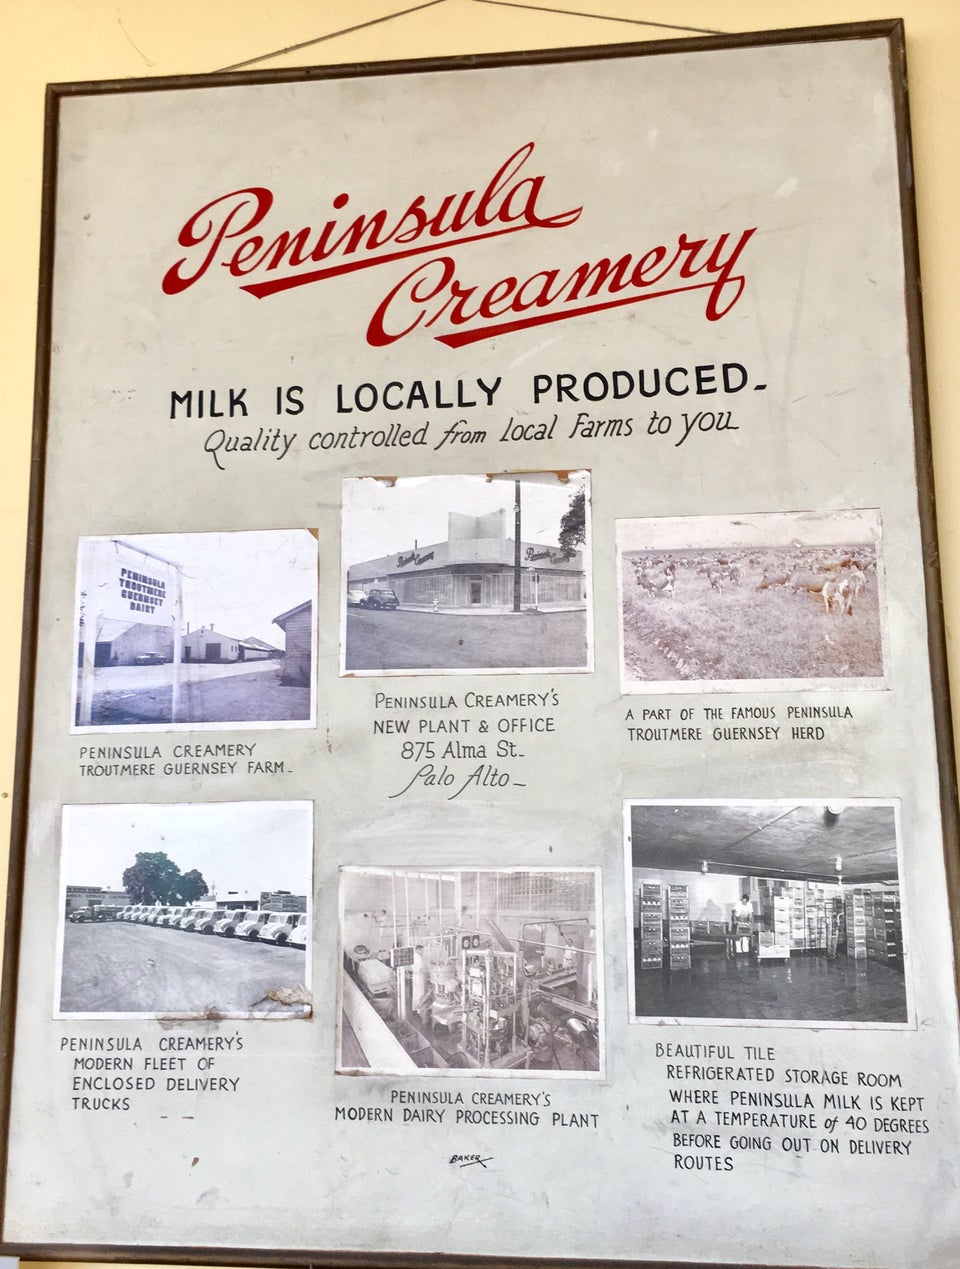 Peninsula
Creamery
MILK IS LOCALLY PRODUCED-
Quality controlled from local Farms to you
PENINSULA
TROUTMERE
GUERNSEY
DAIRY
Peninsula
Creamery
Peninsula
Creamery
PENINSULA CREAMERY
TROUTMERE GUERNSEY FARM-
PENINSULA CREAMERY'S
NEW PLANT & OFFICE
875 Alma St-
Palo Alto-
A PART OF THE FAMOUS PENINSULA
TROUTMERE GUERNSEY HERD
PENINSULA CREAMERY'S
MODERN FLEET OF
ENCLOSED DELIVERY
TRUCKS
PENINSULA CREAMERY'S
MODERN DAIRY PROCESSING PLANT
BEAUTIFUL TILE
REFRIGERATED STORAGE ROOM
WHERE PENINSULA MILK IS KEPT
AT A TEMPERATURE of 40 DEGREES
BEFORE GOING OUT ON DELIVERY
ROUTES
BAKER